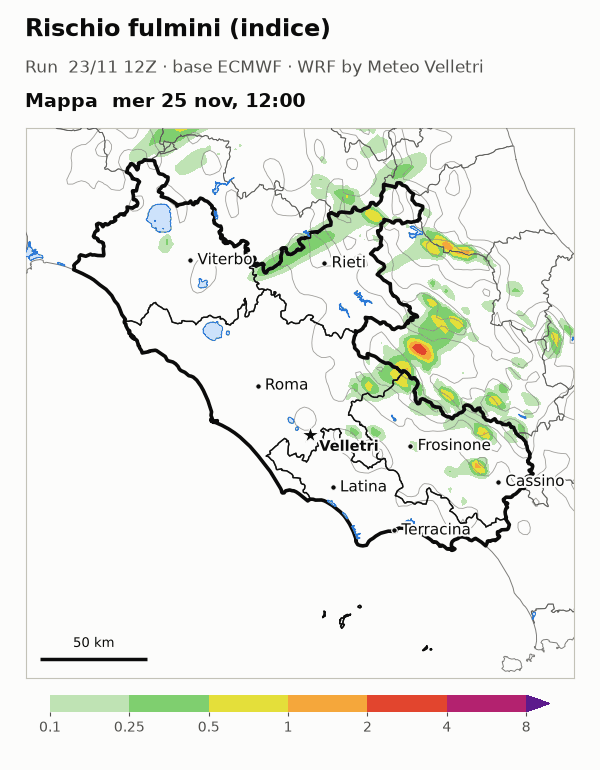 Rischio fulmini (indice)
Run  23/11 12Z · base ECMWF · WRF by Meteo Velletri
Mappa  mer 25 nov, 12:00
Viterbo
Rieti
Roma
Velletri
Frosinone
Latina
Cassino
Terracina
50 km
0.1 0.25 0.5 1 2 4 8